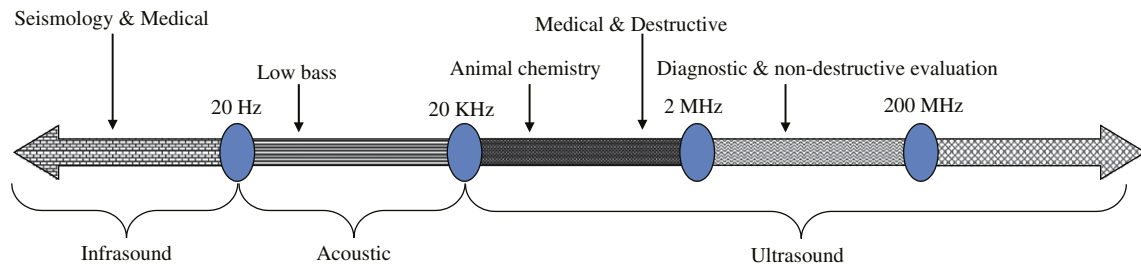 Seismology & Medical
Medical & Destructive
Low bass
Animal chemistry
Diagnostic & non-destructive evaluation
20 Hz
20 KHz
2 MHz
200 MHz
Infrasound
Acoustic
Ultrasound